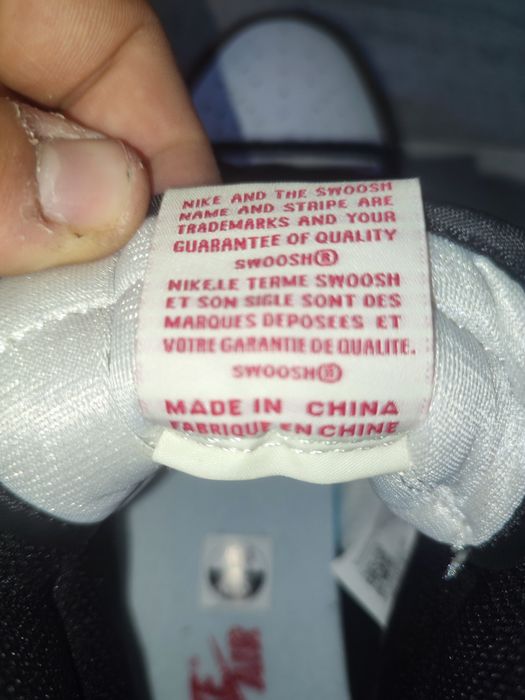 NIKE AND THE SWOOSH
NAME AND STRIPE ARE
TRADEMARKS AND YOUR
GUARANTEE OF QUALITY
SWOOSH®
NIKE,LE TERME SWOOSH
ET SON SIGLE SONT DES
MARQUES DEPOSEES ET
VOTRE GARANTIE DE QUALITE.
SWOOSH®
MADE IN CHINA
FABRIQUE EN CHINE